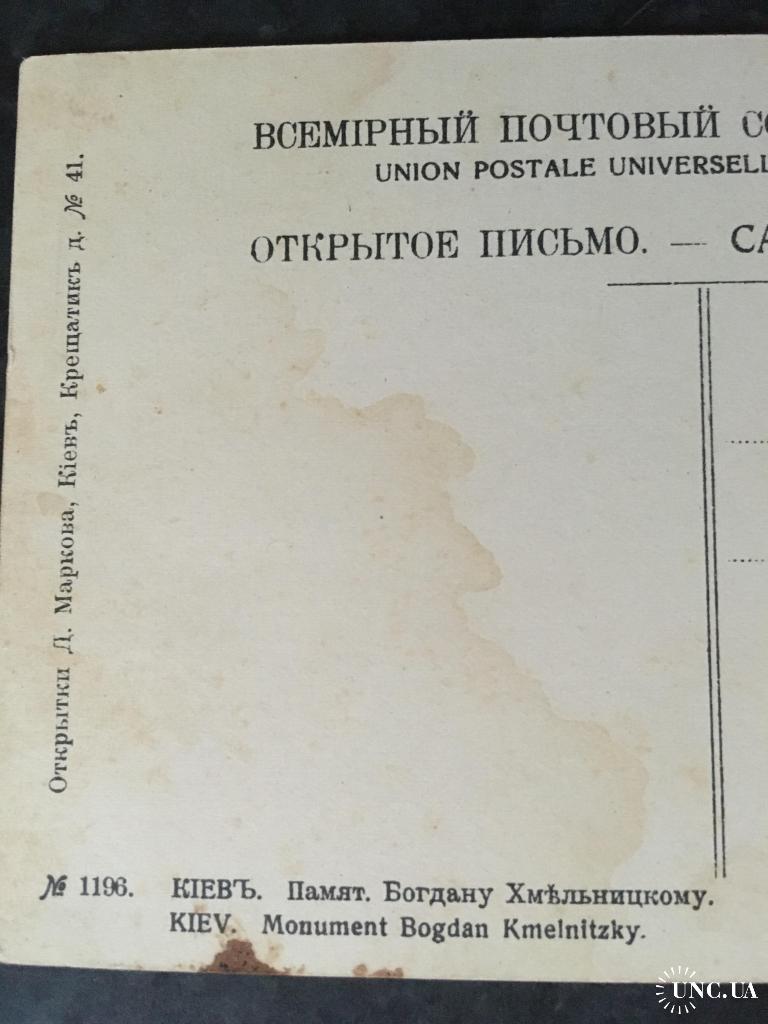 ВСЕМІРНЫЙ ПОЧТОВЫЙ
UNION POSTALE
ОТКРЫТОЕ ПИСЬМО. —
Открытки Д. Маркова, Кіевъ, Крещатикъ д. № 41.
№ 1196. КІЕВЪ. Памят. Богдану Хмѣльницкому.
KIEV. Monument Bogdan Kmelnitzky.
UNC.UA